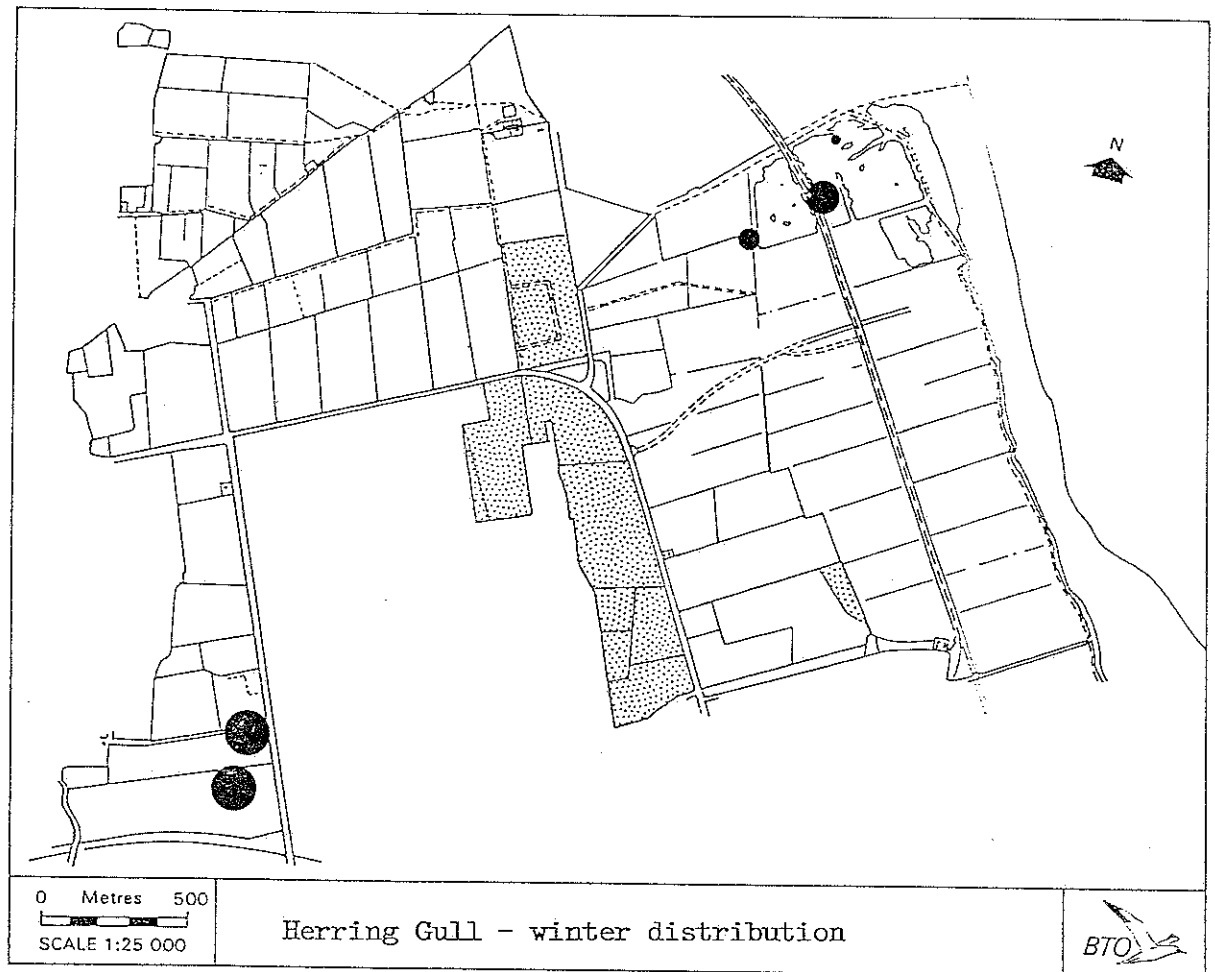 N
0 Metres 500
SCALE 1:25 000
Herring Gull - winter distribution
BTO